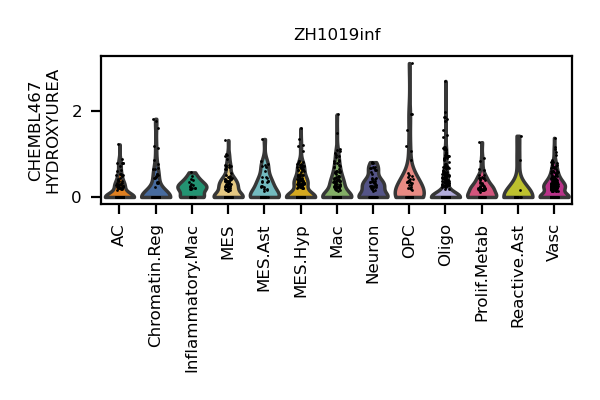 ZH1019inf
CHEMBL467
HYDROXYUREA
2
0
AC
Chromatin.Reg
Inflammatory.Mac
MES
MES.Ast
MES.Hyp
Mac
Neuron
OPC
Oligo
Prolif.Metab
Reactive.Ast
Vasc